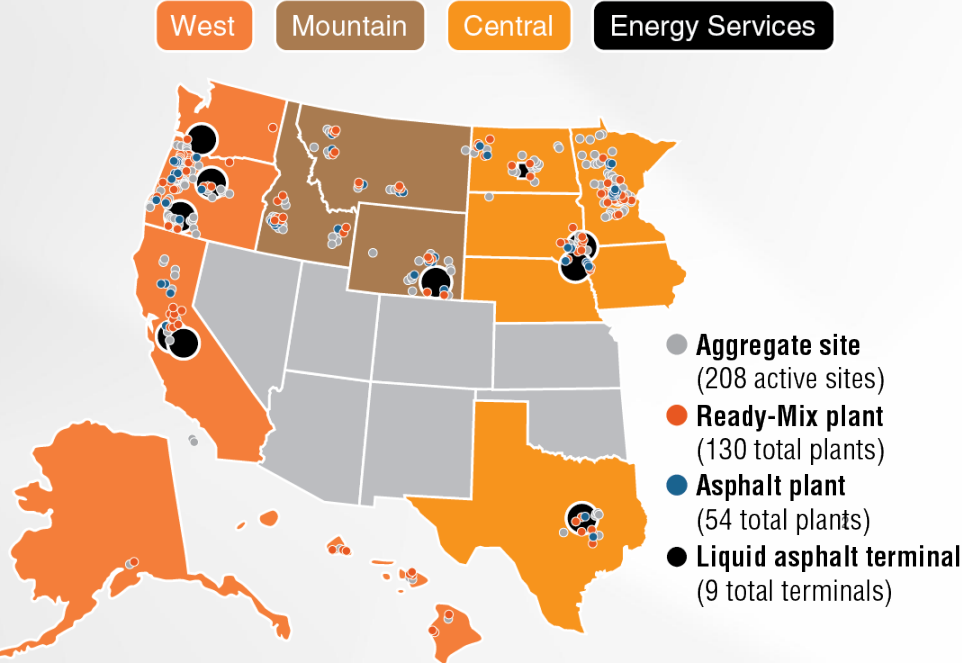 West Mountain Central Energy Services
Aggregate site
(208 active sites)
Ready-Mix plant
(130 total plants)
Asphalt plant
(54 total plants)
2
Liquid asphalt terminal
(9 total terminals)